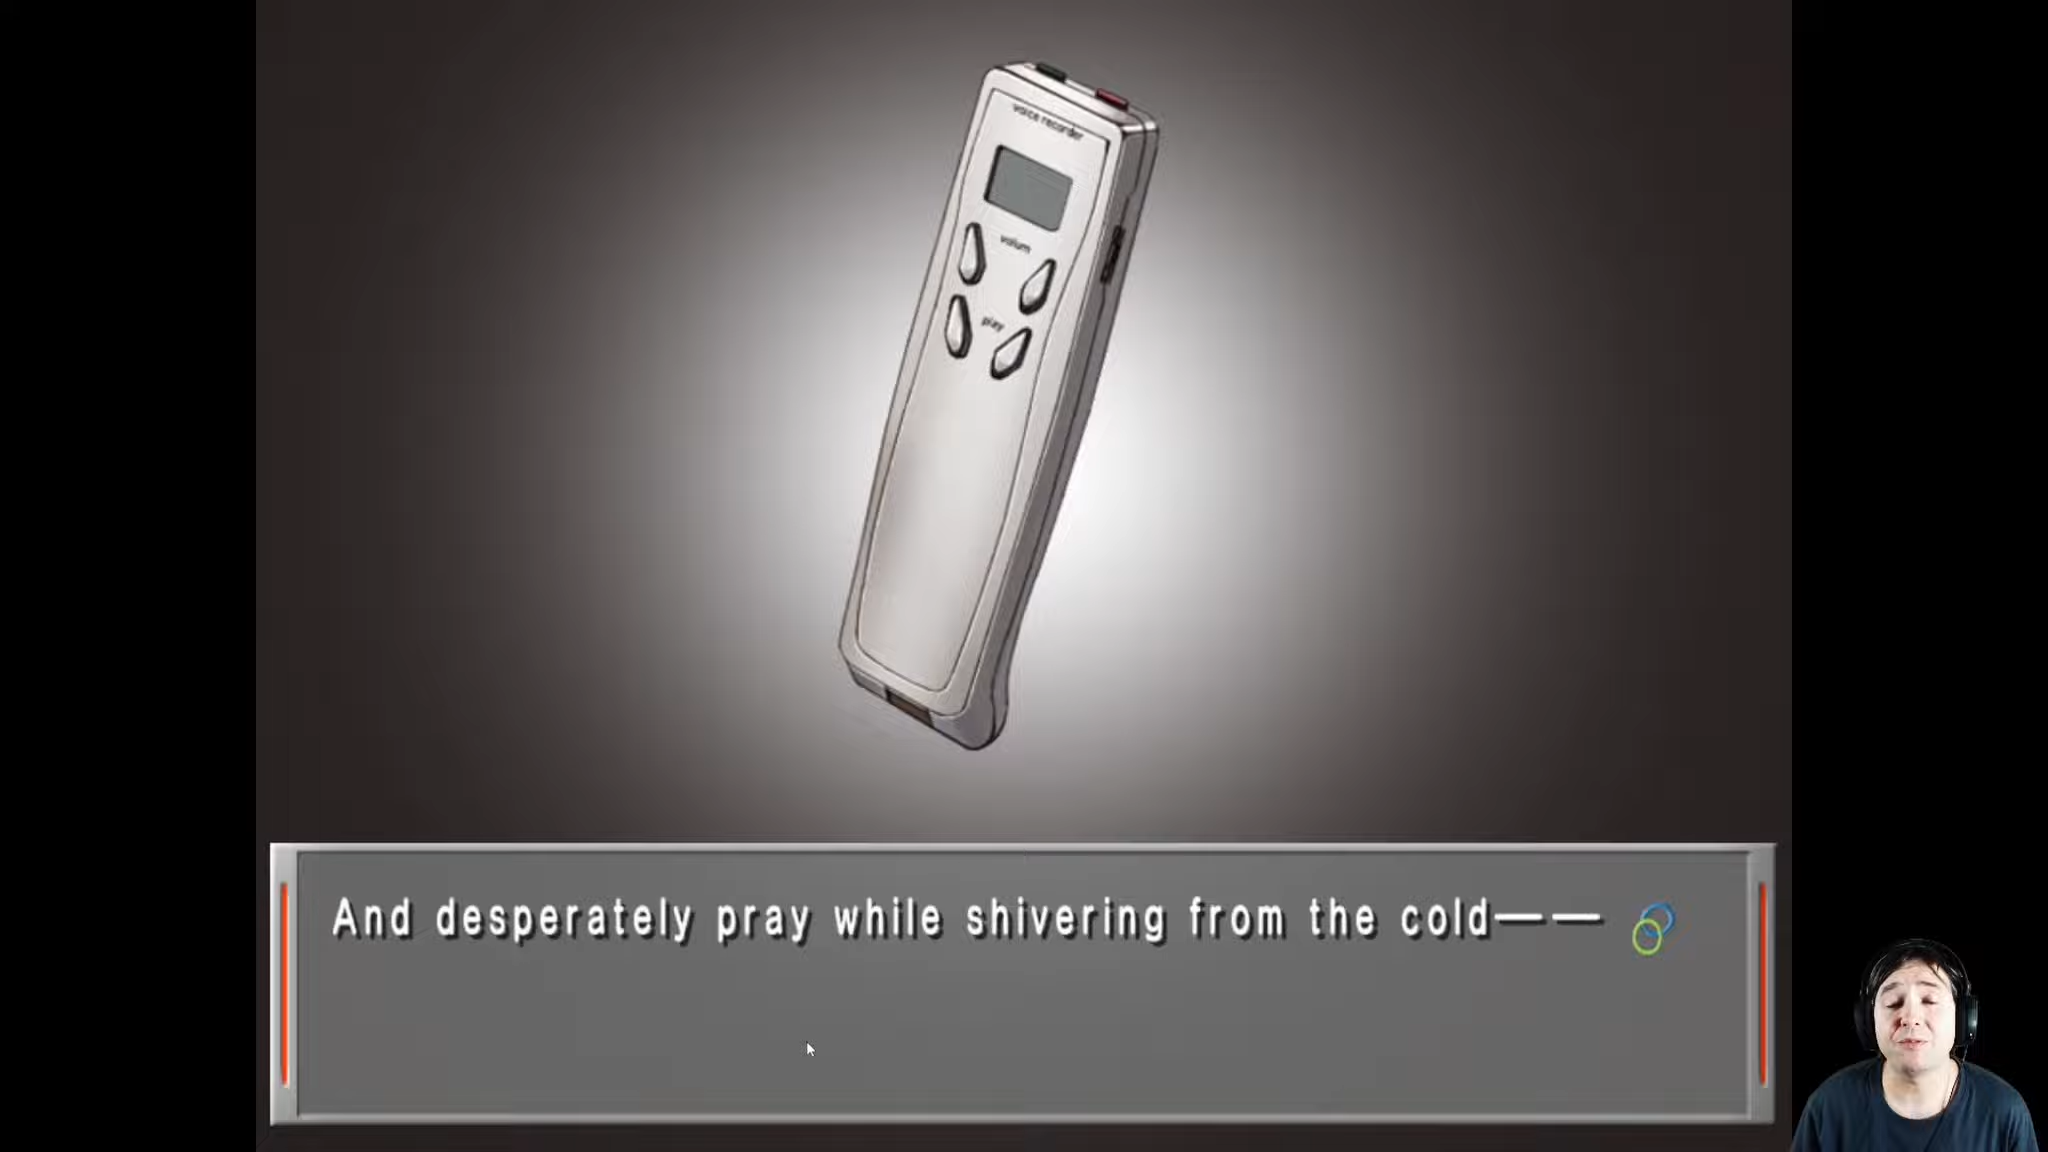 voice recorder
volum
play
And desperately pray while shivering from the cold――